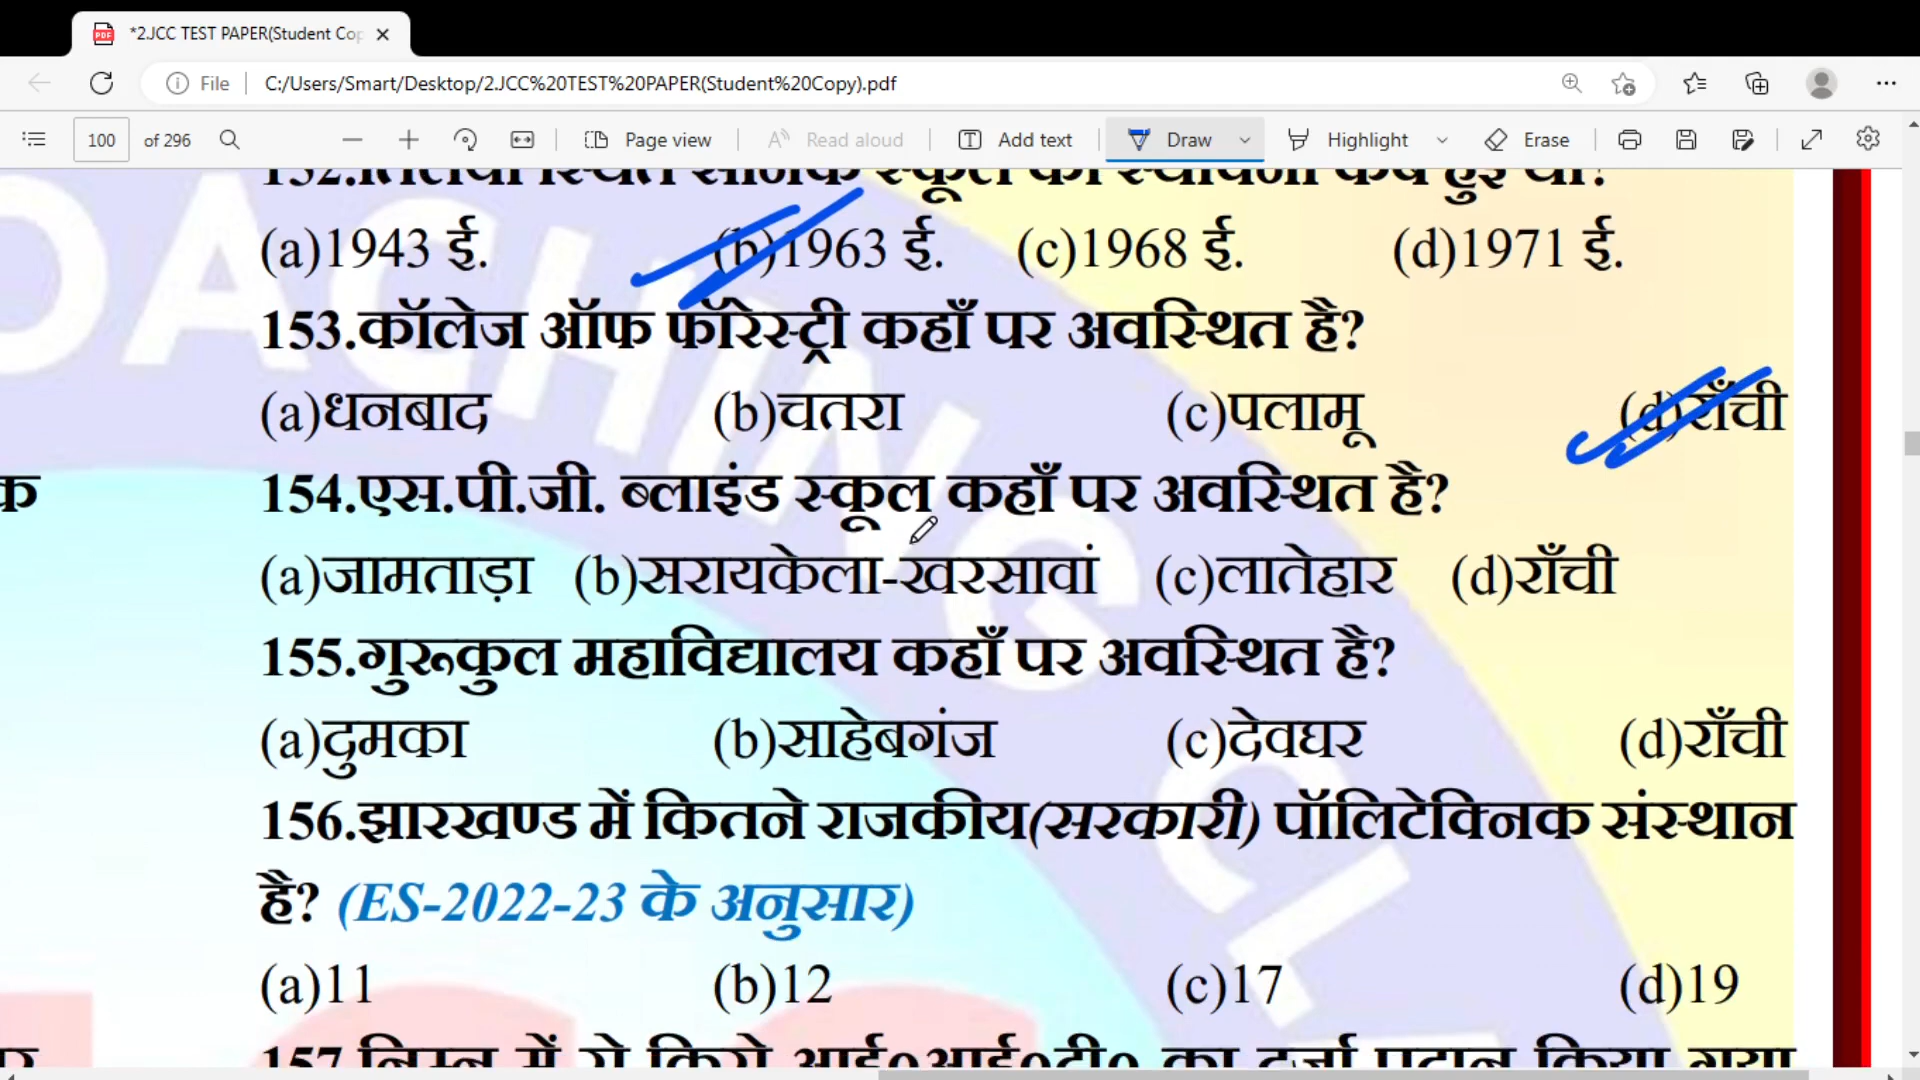 *2.JCC TEST PAPER(Student Cop
File C:/Users/Smart/Desktop/2.JCC%20TEST%20PAPER(Student%20Copy).pdf
100 of 296 Page view Read aloud Add text Draw Highlight Erase
(a)1943 ई. (b)1963 ई. (c)1968 ई. (d)1971 ई.
153.कॉलेज ऑफ फॉरेस्ट्री कहाँ पर अवस्थित है?
(a)धनबाद (b)चतरा (c)पलामू (d)राँची
154.एस.पी.जी. ब्लाइंड स्कूल कहाँ पर अवस्थित है?
(a)जामताड़ा (b)सरायकेला-खरसावां (c)लातेहार (d)राँची
155.गुरूकुल महाविद्यालय कहाँ पर अवस्थित है?
(a)दुमका (b)साहेबगंज (c)देवघर (d)राँची
156.झारखण्ड में कितने राजकीय(सरकारी) पॉलिटेक्निक संस्थान
है? (ES-2022-23 के अनुसार)
(a)11 (b)12 (c)17 (d)19